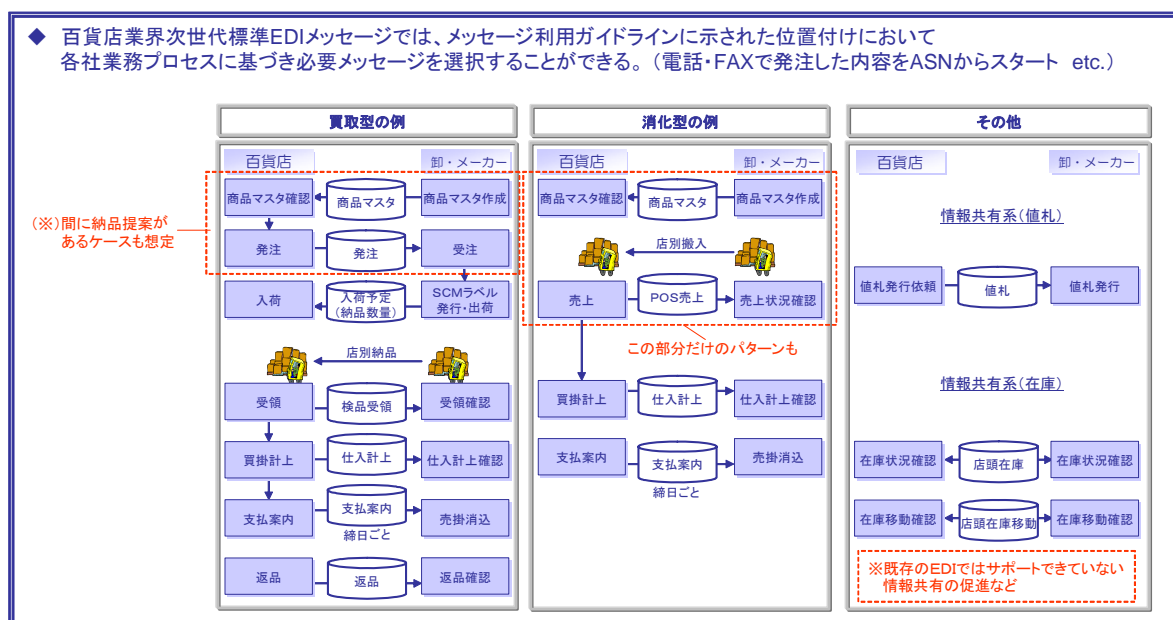 ◆ 百貨店業界次世代標準EDIメッセージでは、メッセージ利用ガイドラインに示された位置付けにおいて
各社業務プロセスに基づき必要メッセージを選択することができる。（電話・FAXで発注した内容をASNからスタート etc.）
買取型の例
百貨店 卸・メーカー
商品マスタ確認 商品マスタ 商品マスタ作成
(※)間に納品提案が
あるケースも想定
発注 発注 受注
入荷 入荷予定 SCMラベル
(納品数量) 発行・出荷
店別納品
受領 検品受領 受領確認
買掛計上 仕入計上 仕入計上確認
支払案内 支払案内 売掛消込
締日ごと
返品 返品 返品確認
消化型の例
百貨店 卸・メーカー
商品マスタ確認 商品マスタ 商品マスタ作成
店別搬入
売上 POS売上 売上状況確認
この部分だけのパターンも
買掛計上 仕入計上 仕入計上確認
支払案内 支払案内 売掛消込
締日ごと
その他
百貨店 卸・メーカー
情報共有系(値札)
値札発行依頼 値札 値札発行
情報共有系(在庫)
在庫状況確認 店頭在庫 在庫状況確認
在庫移動確認 店頭在庫移動 在庫移動確認
※既存のEDIではサポートできていない
情報共有の促進など